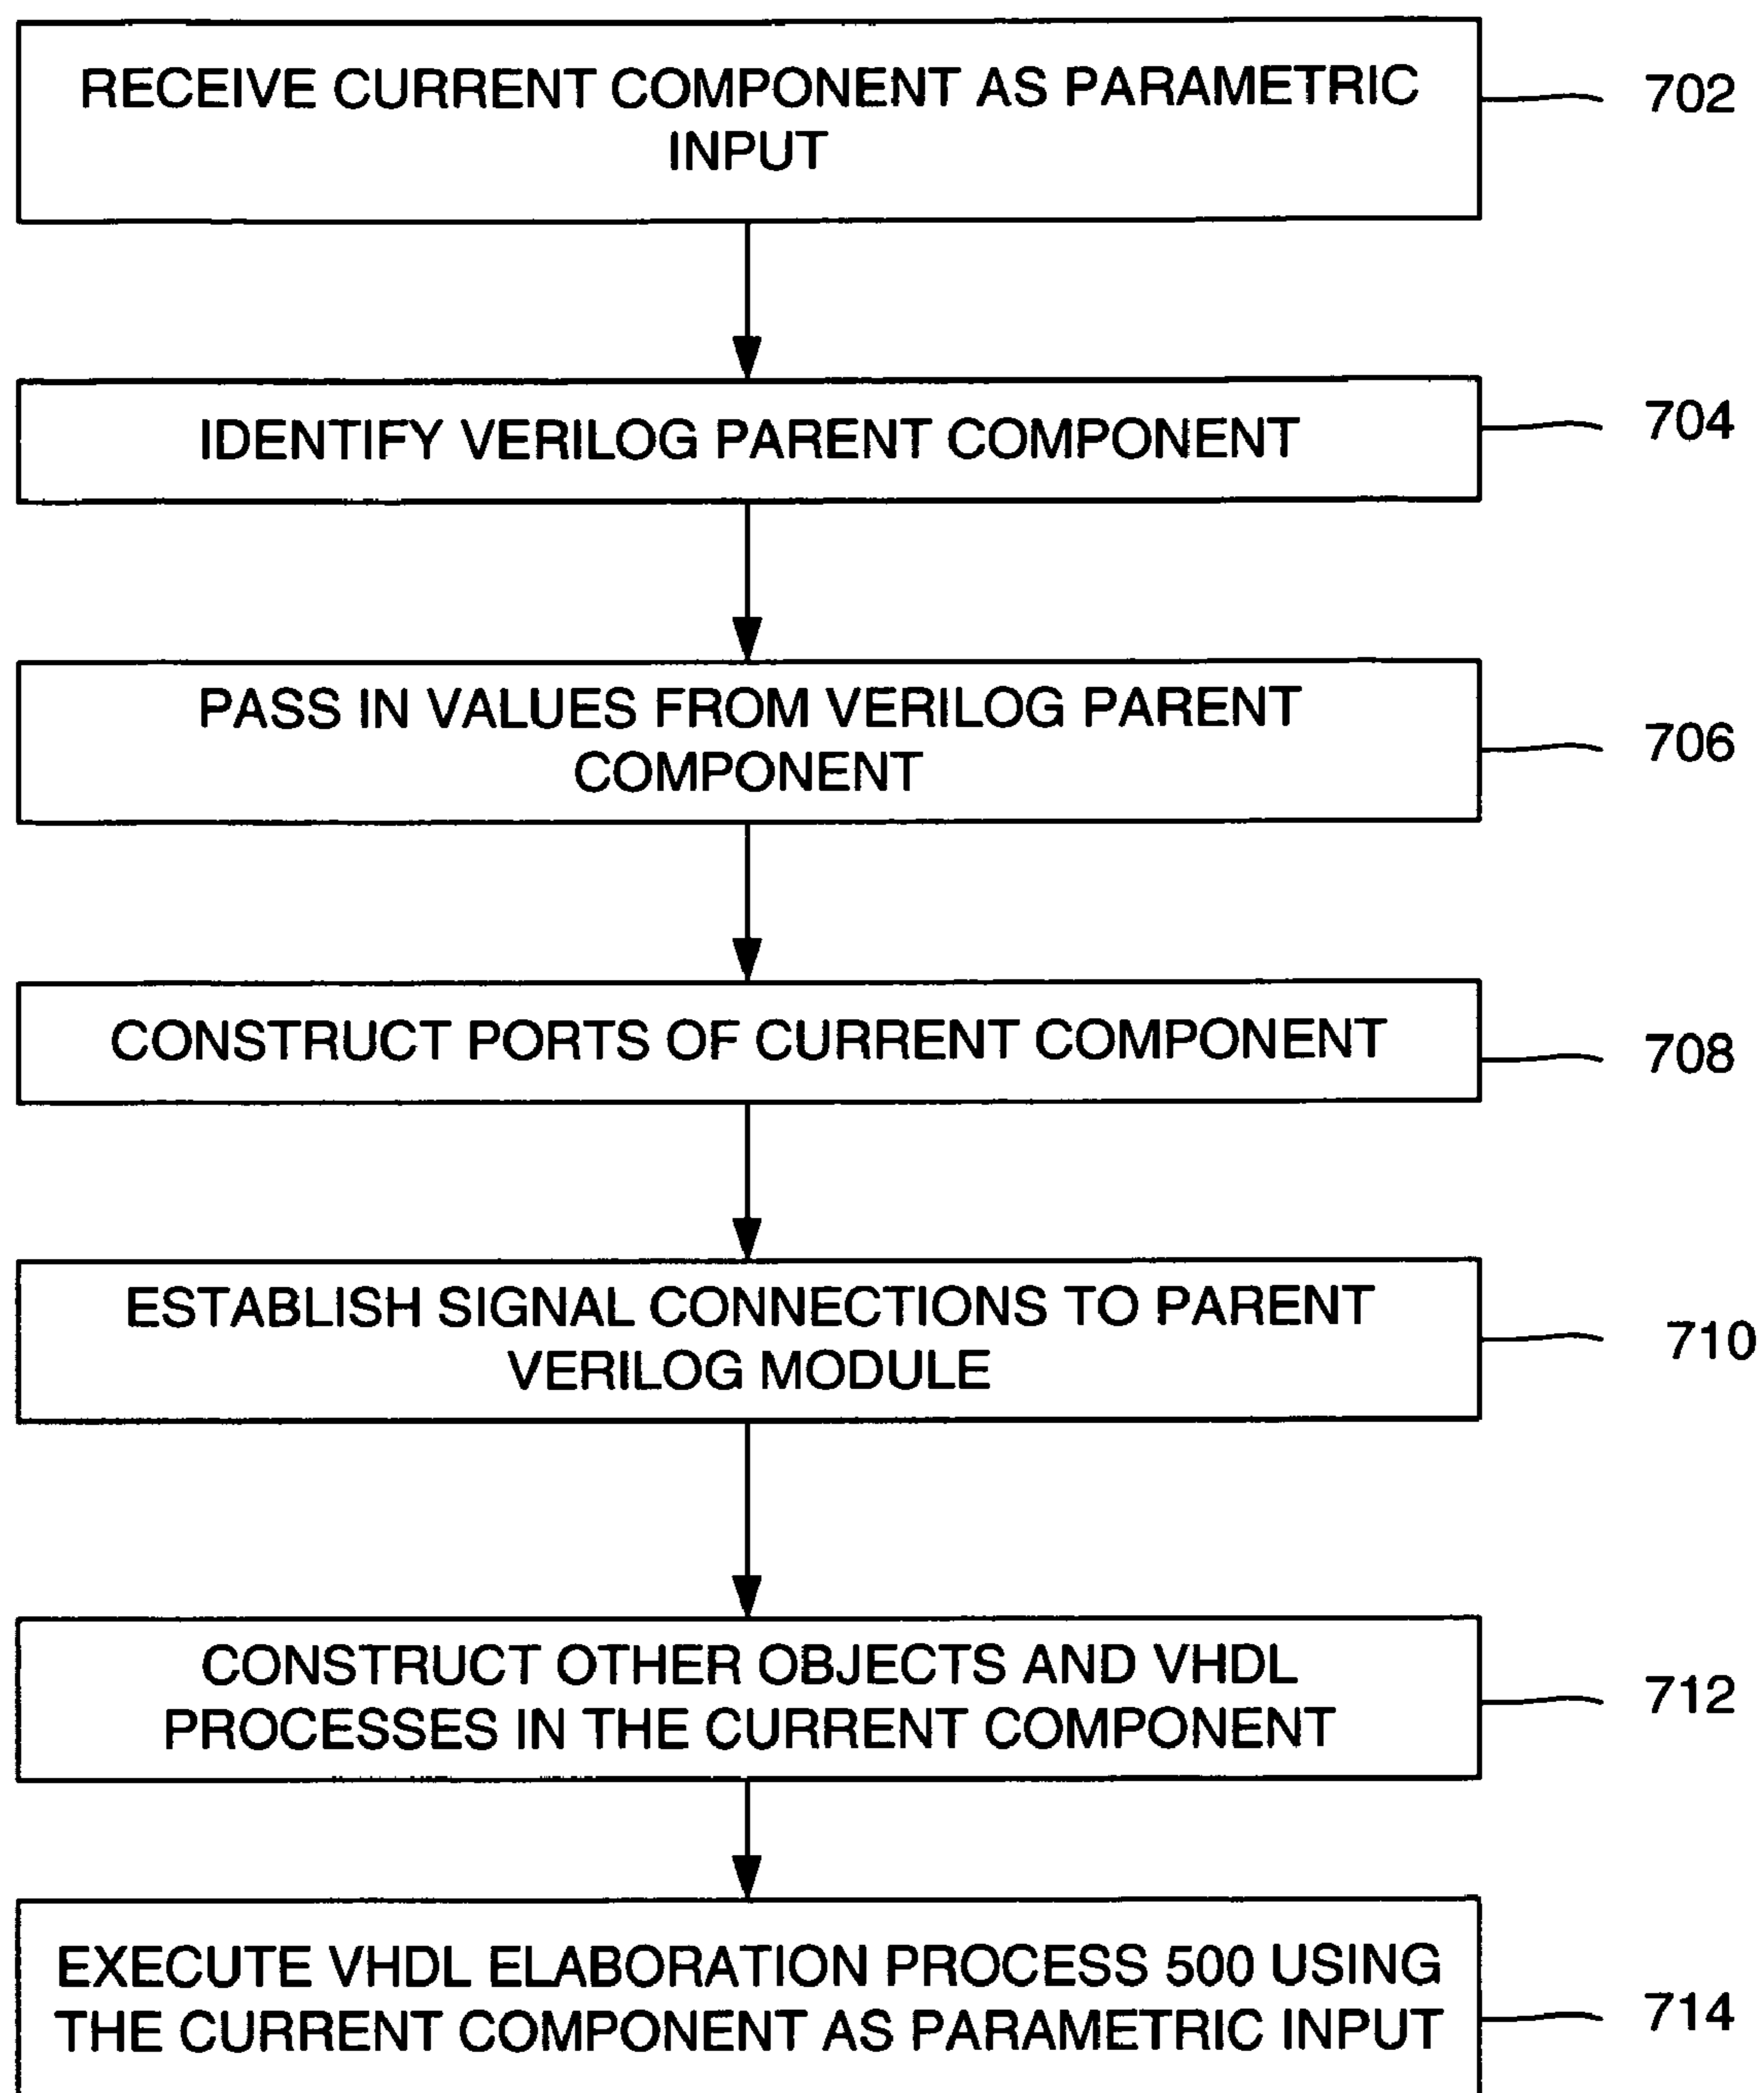 RECEIVE CURRENT COMPONENT AS PARAMETRIC
INPUT
702
IDENTIFY VERILOG PARENT COMPONENT
704
PASS IN VALUES FROM VERILOG PARENT
COMPONENT
706
CONSTRUCT PORTS OF CURRENT COMPONENT
708
ESTABLISH SIGNAL CONNECTIONS TO PARENT
VERILOG MODULE
710
CONSTRUCT OTHER OBJECTS AND VHDL
PROCESSES IN THE CURRENT COMPONENT
712
EXECUTE VHDL ELABORATION PROCESS 500 USING
THE CURRENT COMPONENT AS PARAMETRIC INPUT
714